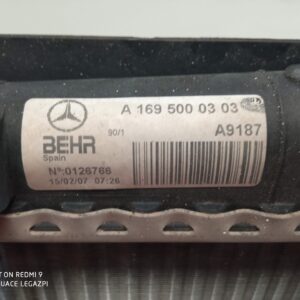 A 169 500 03 03
90/1
A9187
BEHR
Spain
Nº:0126766
15/02/07 07:26
OT ON REDMI 9
UACE LEGAZPI